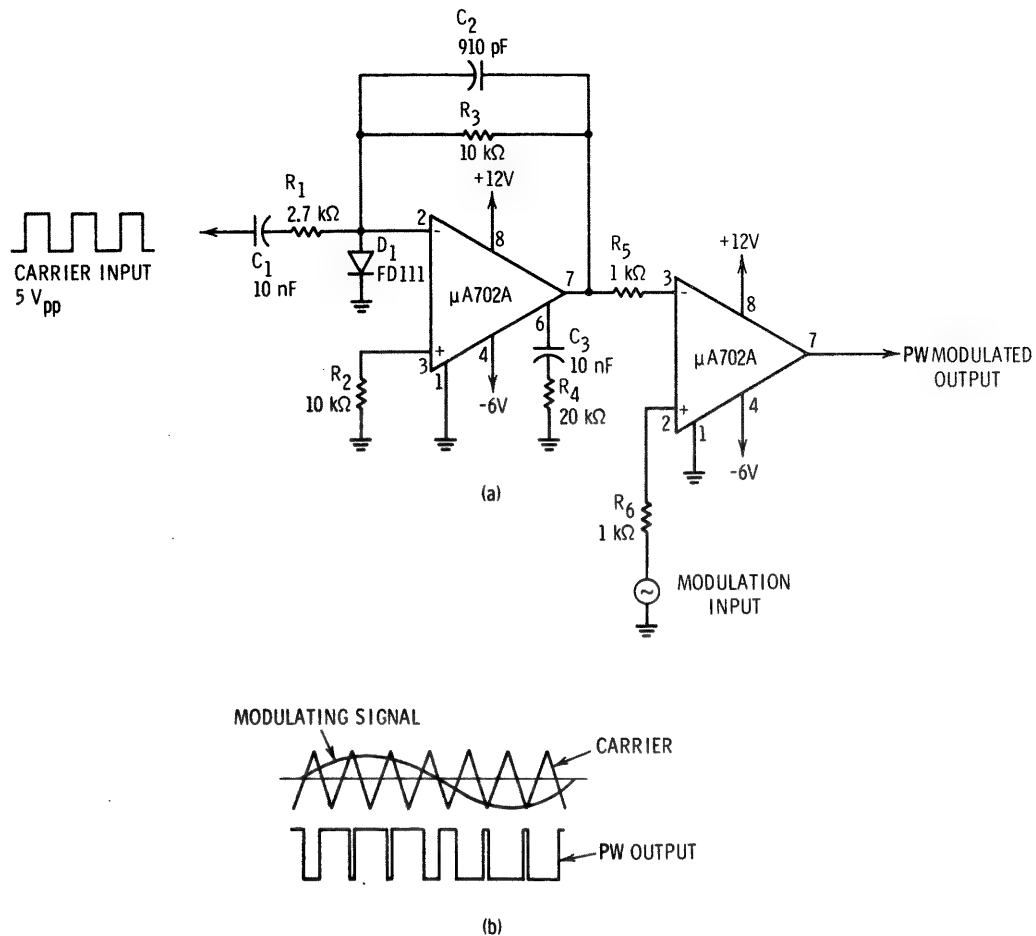 C2
910 pF
R3
10 kΩ
+12V
R1
2.7 kΩ
2
-
8
CARRIER INPUT
5 Vpp
C1
10 nF
D1
FD111
μA702A
7
R5
1 kΩ
3
-
+12V
8
6
C3
10 nF
4
+
3
1
R2
10 kΩ
-6V
R4
20 kΩ
μA702A
7
PW MODULATED
OUTPUT
+
2
1
4
-6V
(a)
R6
1 kΩ
~
MODULATION
INPUT
MODULATING SIGNAL
CARRIER
PW OUTPUT
(b)